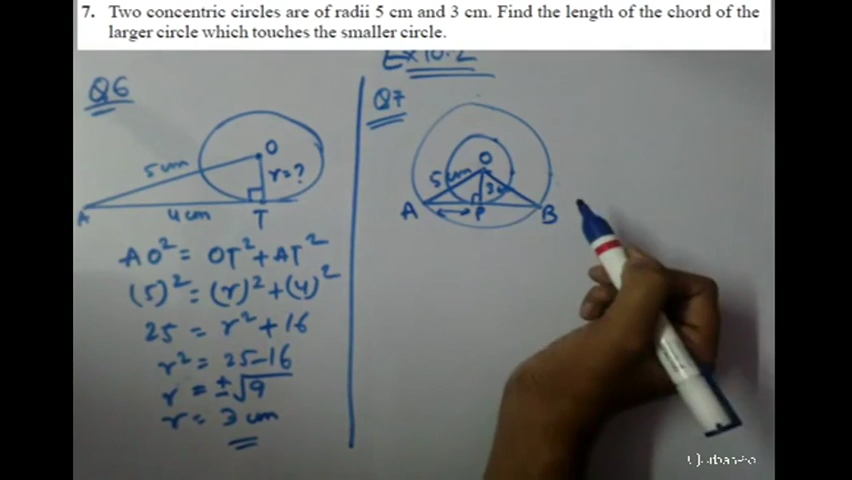 7. Two concentric circles are of radii 5 cm and 3 cm. Find the length of the chord of the
larger circle which touches the smaller circle.
Ex 10.2
Q6
O
5 cm
r=?
A
4 cm
T
AO² = OT² + AT²
(5)² = (r)² + (4)²
25 = r² + 16
r² = 25-16
r = ±√9
r = 3 cm
Q7
O
5 cm
3
A
P
B